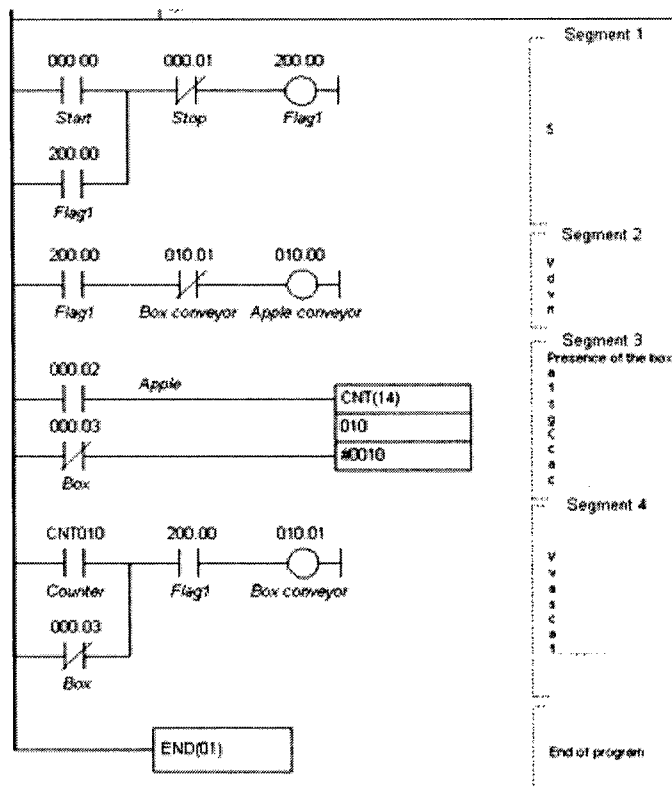 Segment 1
000.00 000.01 200.00
Start Stop Flag1
200.00
Flag1
S
Segment 2
200.00 010.01 010.00
Flag1 Box conveyor Apple conveyor
V
d
v
n
Segment 3
Presence of the box
000.02
Apple
CNT(14)
000.03
010
#0010
Box
a
f
s
g
C
c
a
c
Segment 4
CNT010 200.00 010.01
Counter Flag1 Box conveyor
000.03
Box
V
v
a
s
c
a
f
END(01)
End of program